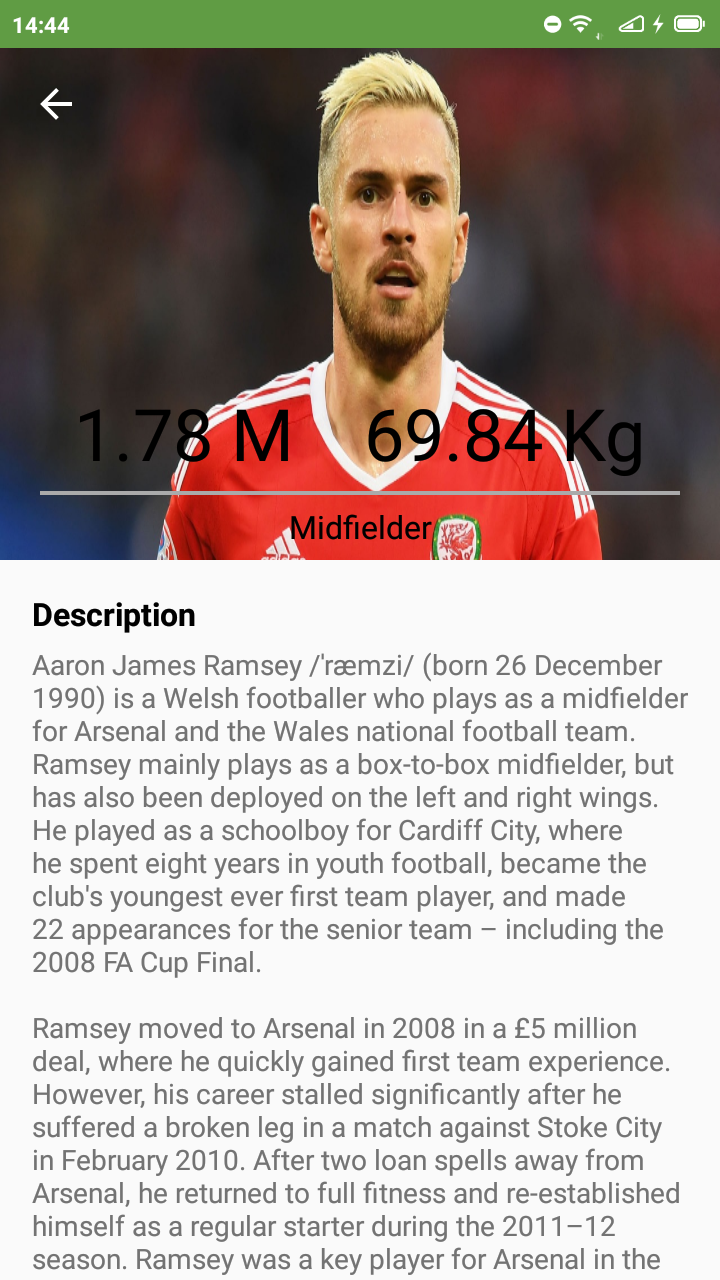 14:44
1.78 M 69.84 Kg
Midfielder
Description
Aaron James Ramsey /ˈræmzi/ (born 26 December
1990) is a Welsh footballer who plays as a midfielder
for Arsenal and the Wales national football team.
Ramsey mainly plays as a box-to-box midfielder, but
has also been deployed on the left and right wings.
He played as a schoolboy for Cardiff City, where
he spent eight years in youth football, became the
club's youngest ever first team player, and made
22 appearances for the senior team – including the
2008 FA Cup Final.
Ramsey moved to Arsenal in 2008 in a £5 million
deal, where he quickly gained first team experience.
However, his career stalled significantly after he
suffered a broken leg in a match against Stoke City
in February 2010. After two loan spells away from
Arsenal, he returned to full fitness and re-established
himself as a regular starter during the 2011–12
season. Ramsey was a key player for Arsenal in the